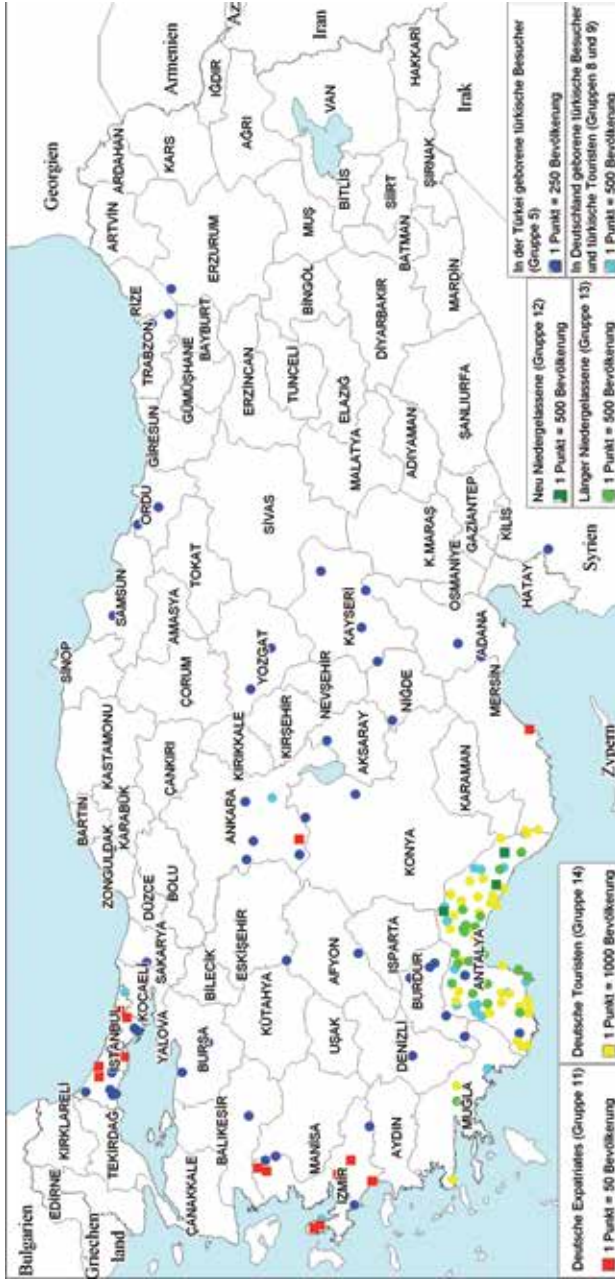 Bulgarien
Griechen
land
Georgien
Armenien
AZ
Iran
Irak
Syrien
Zypern
EDİRNE
KIRKLARELİ
TEKİRDAĞ
İSTANBUL
KOCAELİ
YALOVA
SAKARYA
DÜZCE
BOLU
ZONGULDAK
BARTIN
KARABÜK
KASTAMONU
ÇANKIRI
SİNOP
SAMSUN
AMASYA
ÇORUM
TOKAT
ORDU
GİRESUN
TRABZON
GÜMÜŞHANE
BAYBURT
RİZE
ARTVİN
ARDAHAN
KARS
IĞDIR
AĞRI
ERZURUM
ERZİNCAN
TUNCELİ
BİNGÖL
MUŞ
BİTLİS
VAN
HAKKARİ
ŞIRNAK
SİİRT
BATMAN
MARDİN
DİYARBAKIR
ELAZIĞ
MALATYA
ADIYAMAN
ŞANLIURFA
GAZİANTEP
KİLİS
K.MARAŞ
OSMANİYE
HATAY
ADANA
MERSİN
SİVAS
KAYSERİ
YOZGAT
NEVŞEHİR
NİĞDE
KIRŞEHİR
KIRIKKALE
AKSARAY
ANKARA
KONYA
KARAMAN
ANTALYA
ISPARTA
BURDUR
AFYON
ESKİŞEHİR
BİLECİK
KÜTAHYA
BURSA
BALIKESİR
ÇANAKKALE
MANİSA
UŞAK
İZMİR
AYDIN
DENİZLİ
MUĞLA
Deutsche Expatriates (Gruppe 11)
1 Punkt = 50 Bevölkerung
Deutsche Touristen (Gruppe 14)
1 Punkt = 1000 Bevölkerung
Neu Niedergelassene (Gruppe 12)
1 Punkt = 500 Bevölkerung
Länger Niedergelassene (Gruppe 13)
1 Punkt = 500 Bevölkerung
In der Türkei geborene türkische Besucher
(Gruppe 5)
1 Punkt = 250 Bevölkerung
In Deutschland geborene türkische Besucher
und türkische Touristen (Gruppen 8 und 9)
1 Punkt = 500 Bevölkerung